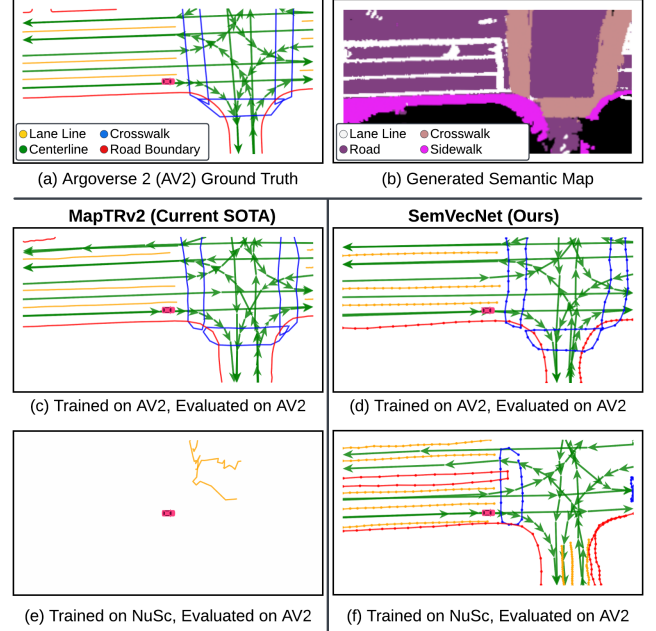 Lane Line Crosswalk
Centerline Road Boundary
Lane Line Crosswalk
Road Sidewalk
(a) Argoverse 2 (AV2) Ground Truth
(b) Generated Semantic Map
MapTRv2 (Current SOTA)
SemVecNet (Ours)
(c) Trained on AV2, Evaluated on AV2
(d) Trained on AV2, Evaluated on AV2
(e) Trained on NuSc, Evaluated on AV2
(f) Trained on NuSc, Evaluated on AV2